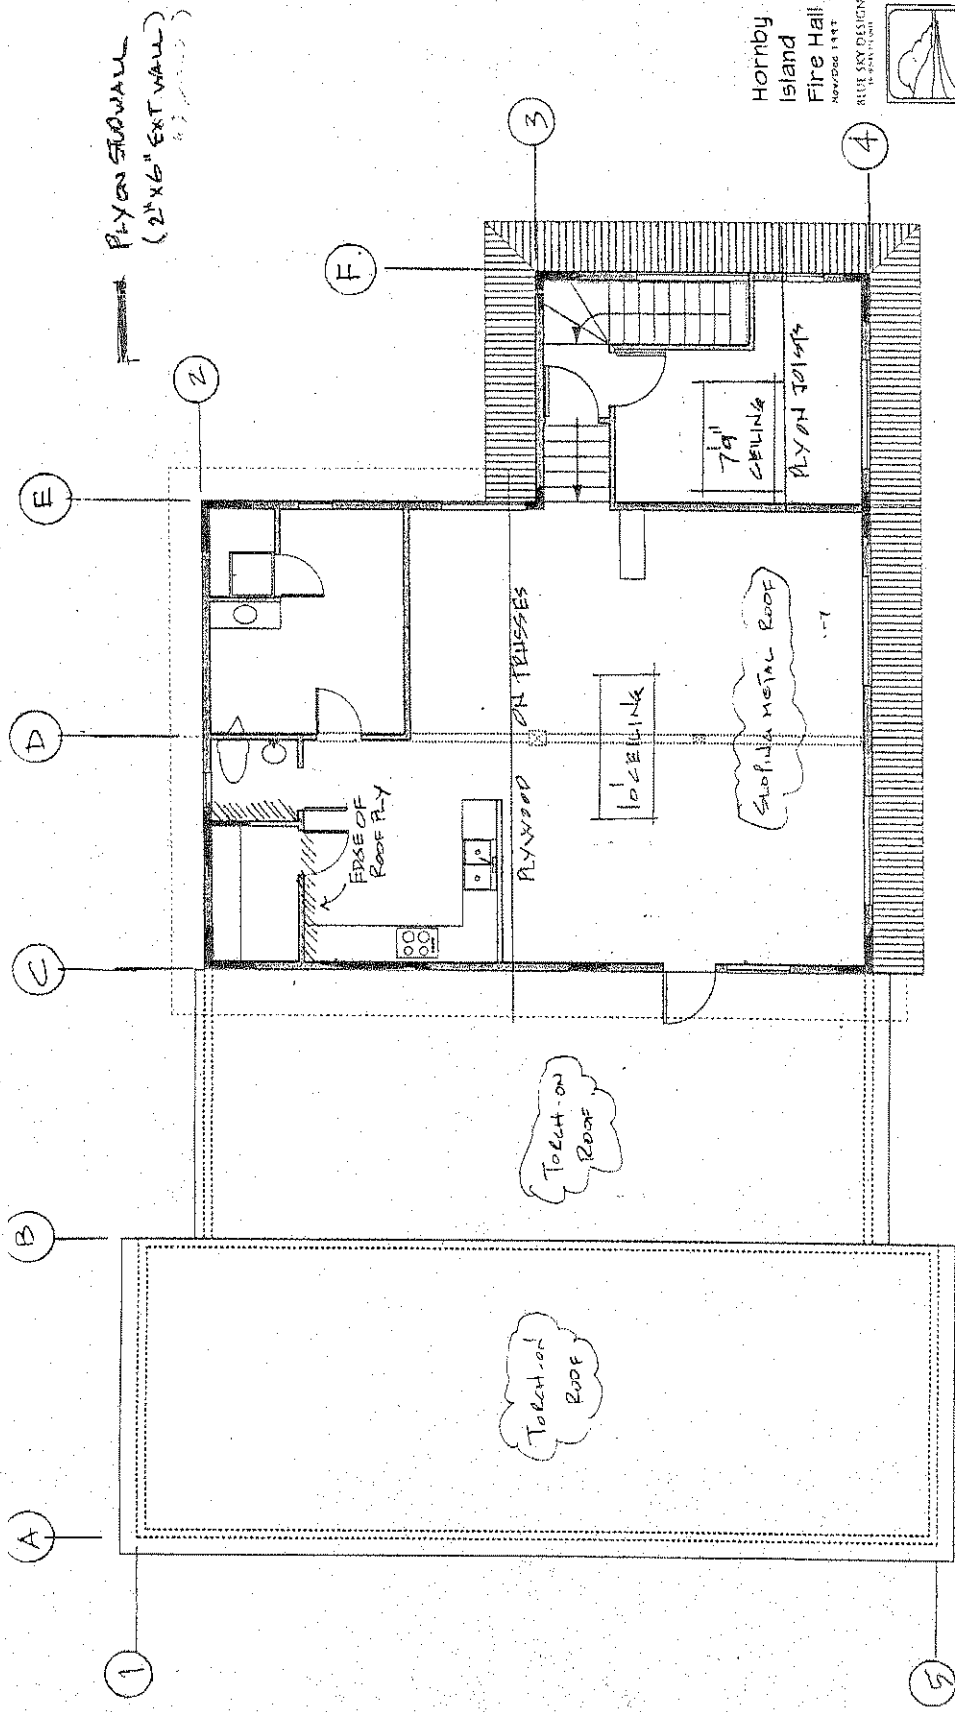 PLY ON STUDWALL
(2"X6" EXT. WALL)
Hornby
Island
Fire Hall
Nov/Dec 1997
BLUE SKY DESIGN
1
2
3
4
5
A
B
C
D
E
F.
TORCH-ON
ROOF
TORCH-ON
ROOF
EDGE OF
ROOF PLY
PLYWOOD ON TRUSSES
10' CEILING
SLOPING METAL ROOF
7'9"
CEILING
PLY ON JOISTS